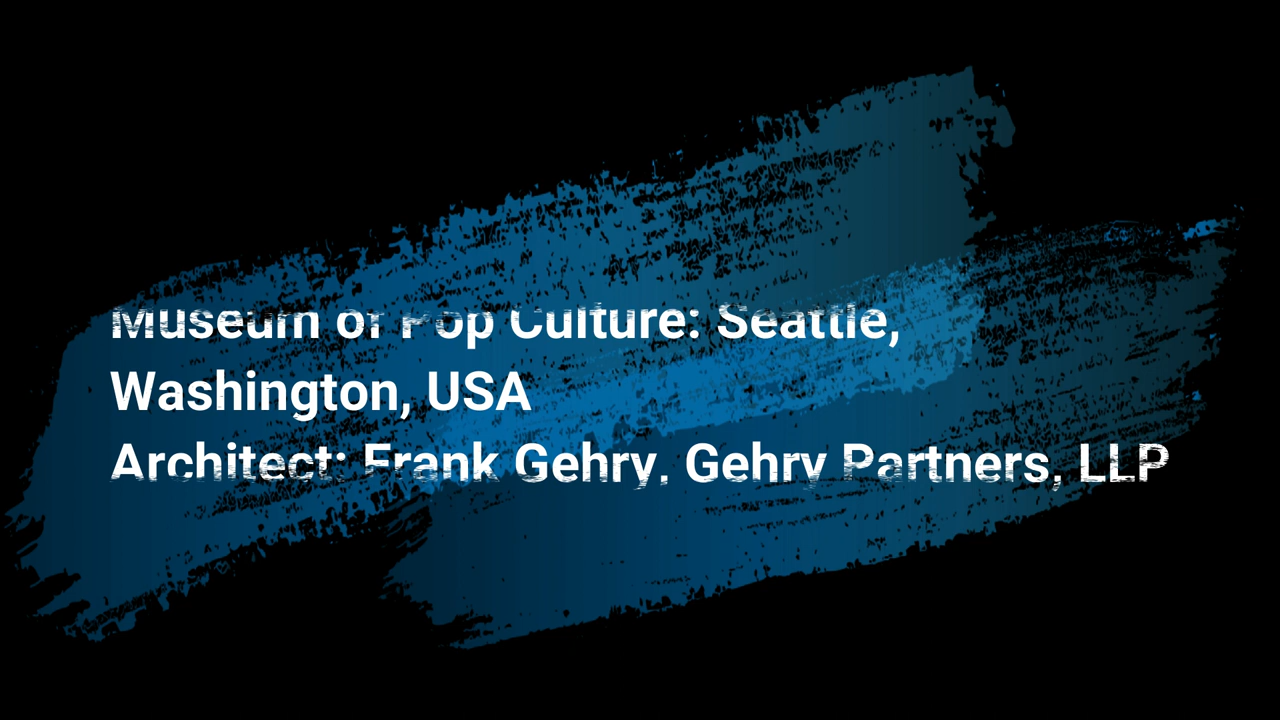 Museum of Pop Culture: Seattle,
Washington, USA
Architect: Frank Gehry, Gehry Partners, LLP